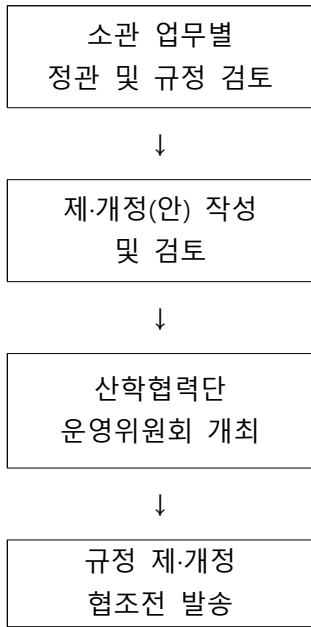 소관 업무별
정관 및 규정 검토
↓
제·개정(안) 작성
및 검토
↓
산학협력단
운영위원회 개최
↓
규정 제·개정
협조전 발송